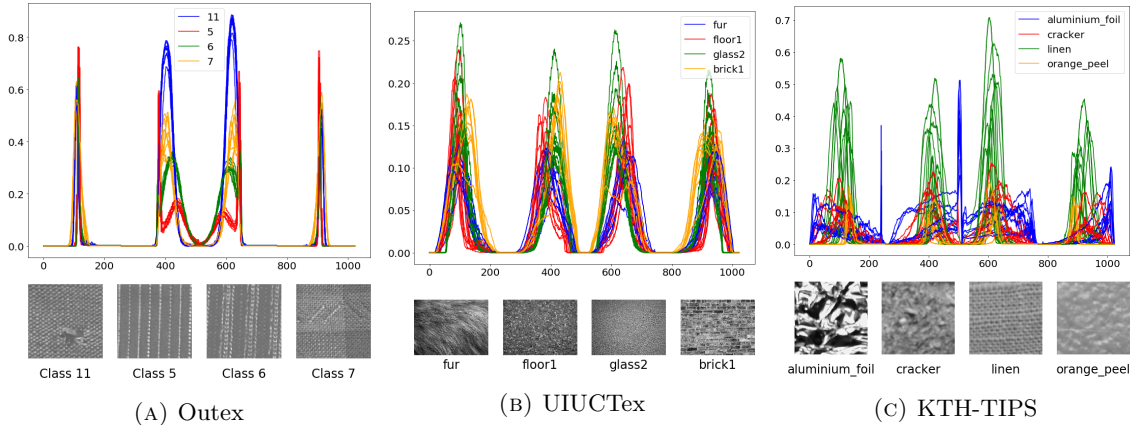 0.8
0.6
0.4
0.2
0.0
0 200 400 600 800 1000
11
5
6
7
Class 11 Class 5 Class 6 Class 7
(A) Outex
0.25
0.20
0.15
0.10
0.05
0.00
0 200 400 600 800 1000
fur
floor1
glass2
brick1
fur floor1 glass2 brick1
(B) UIUCTex
0.7
0.6
0.5
0.4
0.3
0.2
0.1
0.0
0 200 400 600 800 1000
aluminium_foil
cracker
linen
orange_peel
aluminium_foil cracker linen orange_peel
(C) KTH-TIPS